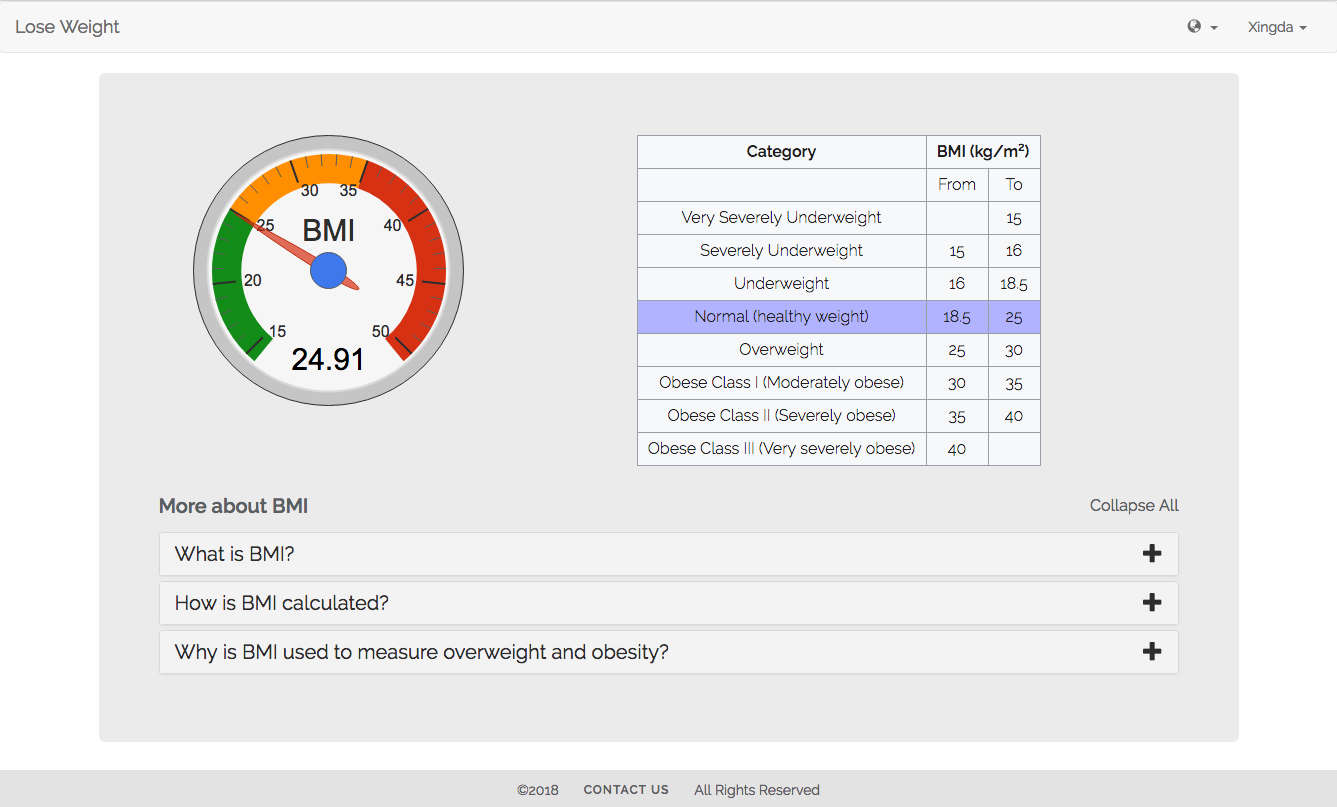 Lose Weight
Xingda
30 35
25 BMI 40
20 45
15 50
24.91
Category BMI (kg/m²)
From To
Very Severely Underweight 15
Severely Underweight 15 16
Underweight 16 18.5
Normal (healthy weight) 18.5 25
Overweight 25 30
Obese Class I (Moderately obese) 30 35
Obese Class II (Severely obese) 35 40
Obese Class III (Very severely obese) 40
More about BMI Collapse All
What is BMI?
How is BMI calculated?
Why is BMI used to measure overweight and obesity?
©2018 CONTACT US All Rights Reserved